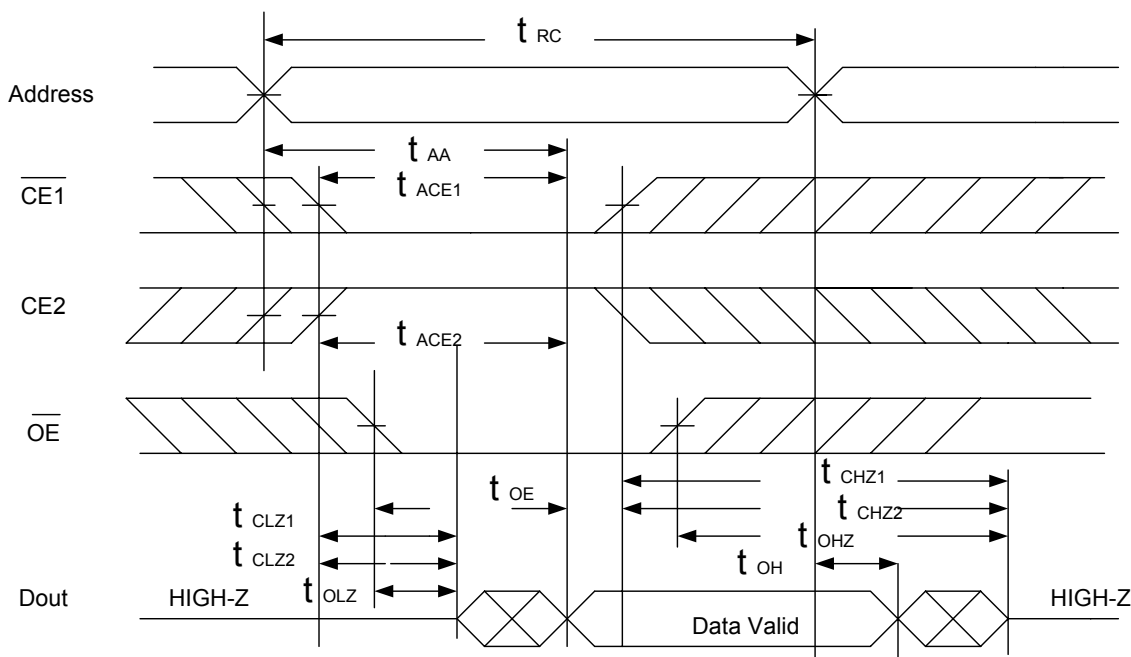 t RC
Address
t AA
CE1
t ACE1
CE2
t ACE2
OE
t CHZ1
t OE
t CLZ1
t CHZ2
t CLZ2
t OHZ
t OH
t OLZ
Dout
HIGH-Z
Data Valid
HIGH-Z